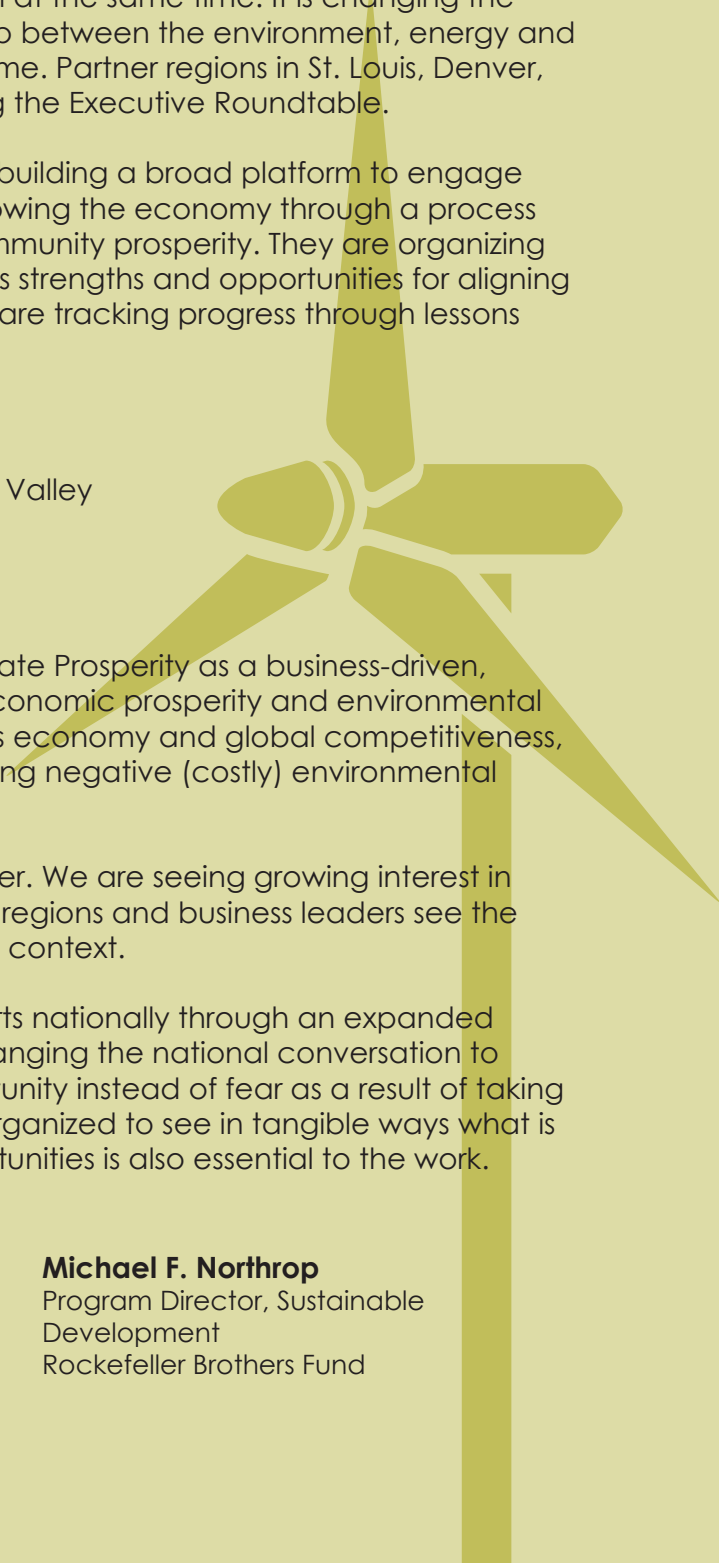 at the same time. It is changing the
between the environment, energy and
me. Partner regions in St. Louis, Denver,
the Executive Roundtable.
building a broad platform to engage
owing the economy through a process
mmunity prosperity. They are organizing
s strengths and opportunities for aligning
are tracking progress through lessons
Valley
ate Prosperity as a business-driven,
conomic prosperity and environmental
s economy and global competitiveness,
ng negative (costly) environmental
er. We are seeing growing interest in
regions and business leaders see the
context.
rts nationally through an expanded
anging the national conversation to
unity instead of fear as a result of taking
rganized to see in tangible ways what is
tunities is also essential to the work.
Michael F. Northrop
Program Director, Sustainable
Development
Rockefeller Brothers Fund